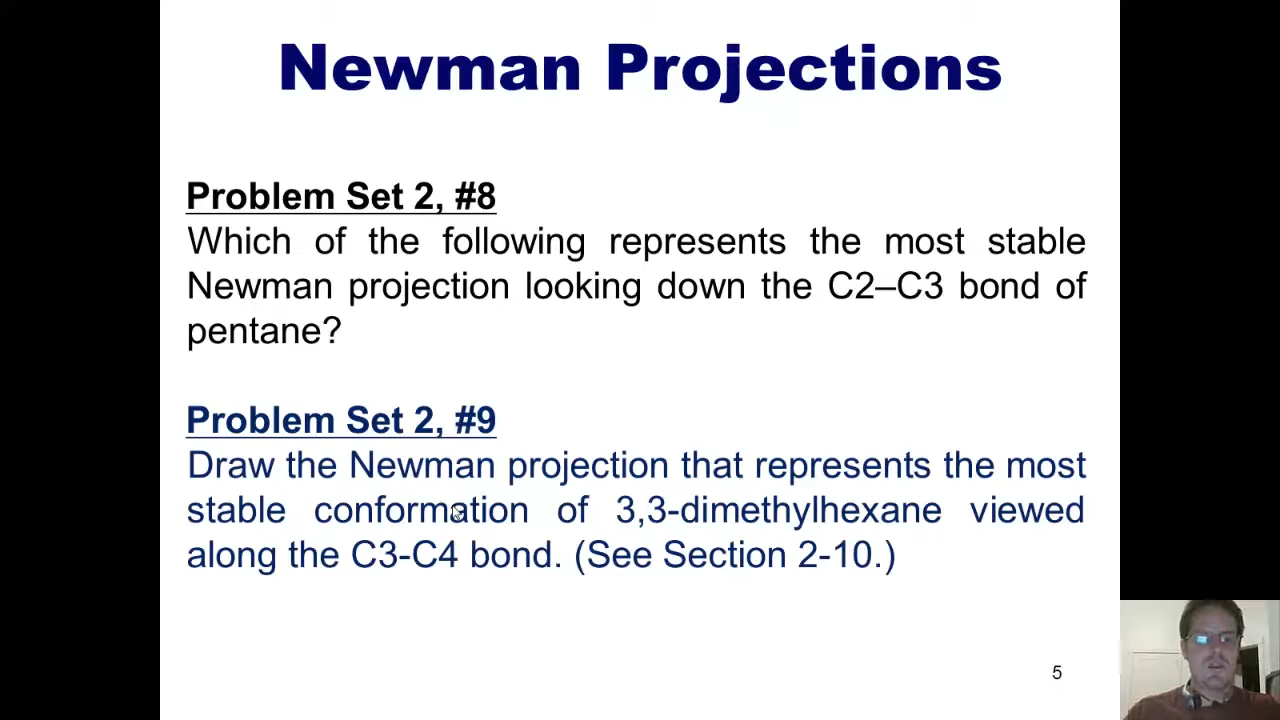 Newman Projections
Problem Set 2, #8
Which of the following represents the most stable
Newman projection looking down the C2–C3 bond of
pentane?
Problem Set 2, #9
Draw the Newman projection that represents the most
stable conformation of 3,3-dimethylhexane viewed
along the C3-C4 bond. (See Section 2-10.)
5